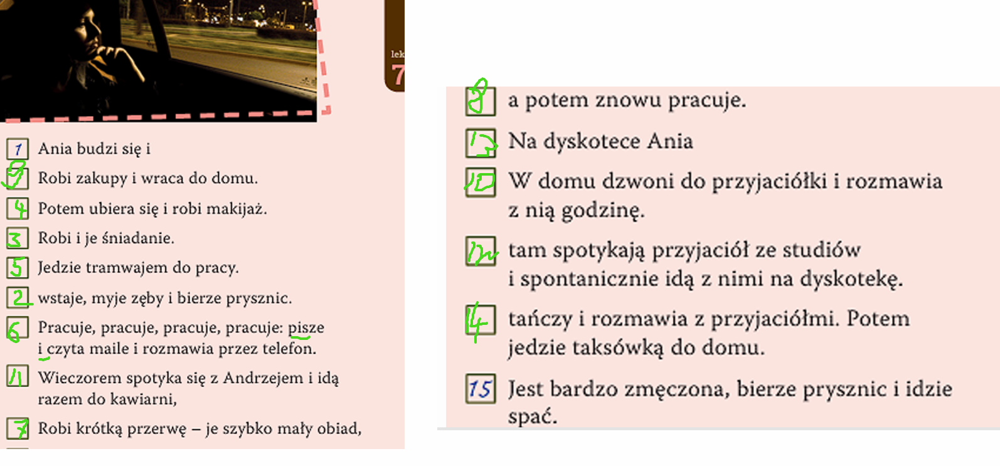 lek
7
1 Ania budzi się i
9 Robi zakupy i wraca do domu.
4 Potem ubiera się i robi makijaż.
3 Robi i je śniadanie.
5 Jedzie tramwajem do pracy.
2 wstaje, myje zęby i bierze prysznic.
6 Pracuje, pracuje, pracuje, pracuje: pisze
i czyta maile i rozmawia przez telefon.
11 Wieczorem spotyka się z Andrzejem i idą
razem do kawiarni,
7 Robi krótką przerwę – je szybko mały obiad,
8 a potem znowu pracuje.
13 Na dyskotece Ania
10 W domu dzwoni do przyjaciółki i rozmawia
z nią godzinę.
12 tam spotykają przyjaciół ze studiów
i spontanicznie idą z nimi na dyskotekę.
14 tańczy i rozmawia z przyjaciółmi. Potem
jedzie taksówką do domu.
15 Jest bardzo zmęczona, bierze prysznic i idzie
spać.